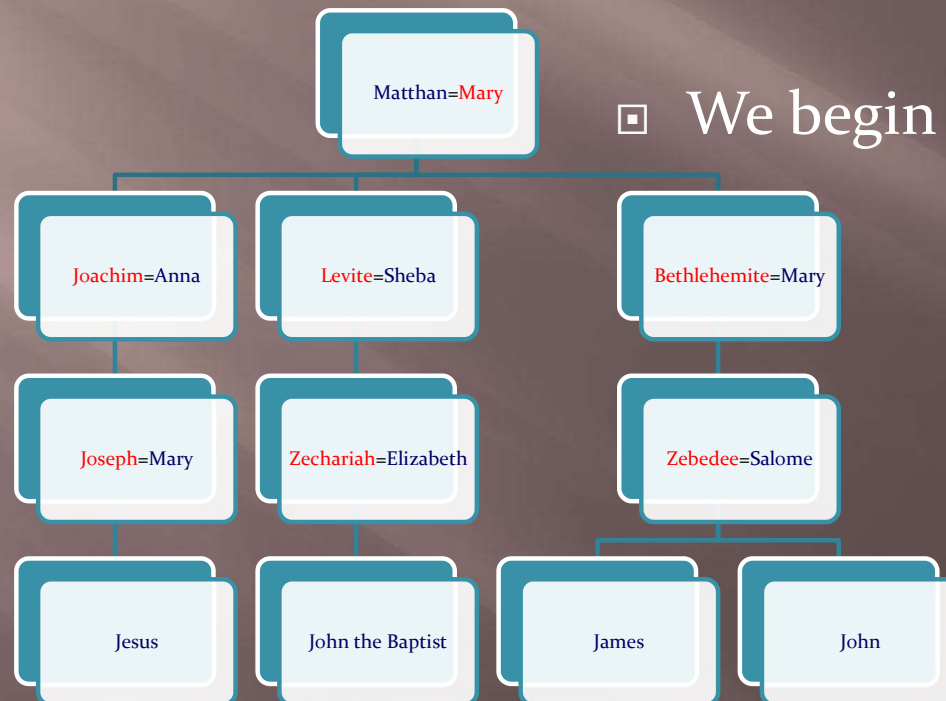 Matthan=Mary
We begin
Joachim=Anna
Levite=Sheba
Bethlehemite=Mary
Joseph=Mary
Zechariah=Elizabeth
Zebedee=Salome
Jesus
John the Baptist
James
John